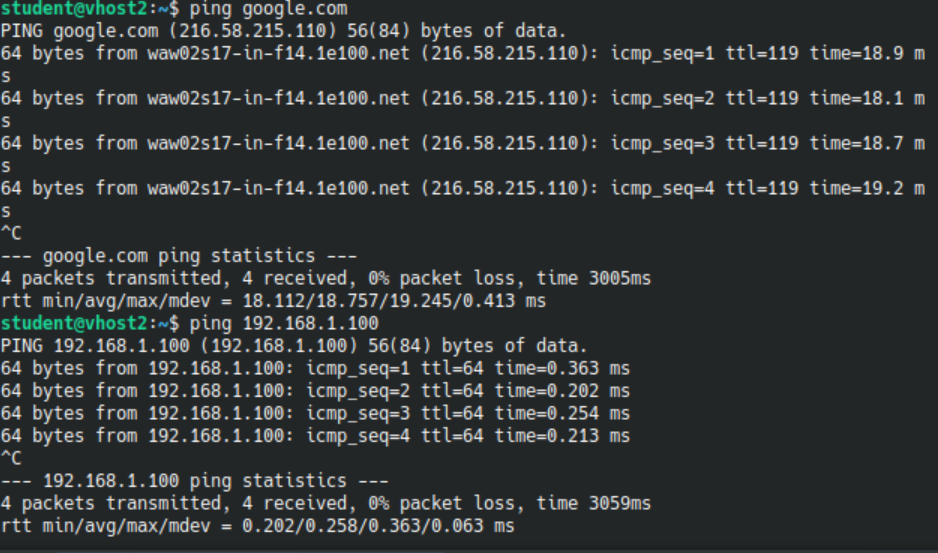 student@vhost2:~$ ping google.com
PING google.com (216.58.215.110) 56(84) bytes of data.
64 bytes from waw02s17-in-f14.1e100.net (216.58.215.110): icmp_seq=1 ttl=119 time=18.9 m
s
64 bytes from waw02s17-in-f14.1e100.net (216.58.215.110): icmp_seq=2 ttl=119 time=18.1 m
s
64 bytes from waw02s17-in-f14.1e100.net (216.58.215.110): icmp_seq=3 ttl=119 time=18.7 m
s
64 bytes from waw02s17-in-f14.1e100.net (216.58.215.110): icmp_seq=4 ttl=119 time=19.2 m
s
^C
--- google.com ping statistics ---
4 packets transmitted, 4 received, 0% packet loss, time 3005ms
rtt min/avg/max/mdev = 18.112/18.757/19.245/0.413 ms
student@vhost2:~$ ping 192.168.1.100
PING 192.168.1.100 (192.168.1.100) 56(84) bytes of data.
64 bytes from 192.168.1.100: icmp_seq=1 ttl=64 time=0.363 ms
64 bytes from 192.168.1.100: icmp_seq=2 ttl=64 time=0.202 ms
64 bytes from 192.168.1.100: icmp_seq=3 ttl=64 time=0.254 ms
64 bytes from 192.168.1.100: icmp_seq=4 ttl=64 time=0.213 ms
^C
--- 192.168.1.100 ping statistics ---
4 packets transmitted, 4 received, 0% packet loss, time 3059ms
rtt min/avg/max/mdev = 0.202/0.258/0.363/0.063 ms